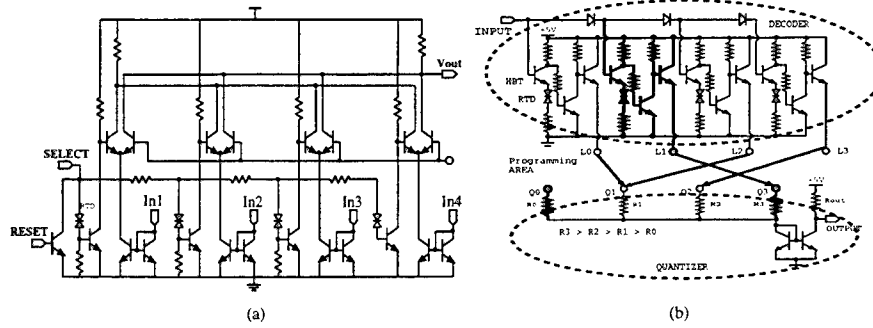 Vout
SELECT
RTD
In1
In2
In3
In4
RESET
(a)
INPUT
+5V
DECODER
HBT
RTD
L0
L1
L2
L3
Programming
AREA
+5V
Q0
Q1
Q2
Q3
Rout
R0
R1
R2
R3
OUTPUT
R3 > R2 > R1 > R0
QUANTIZER
(b)